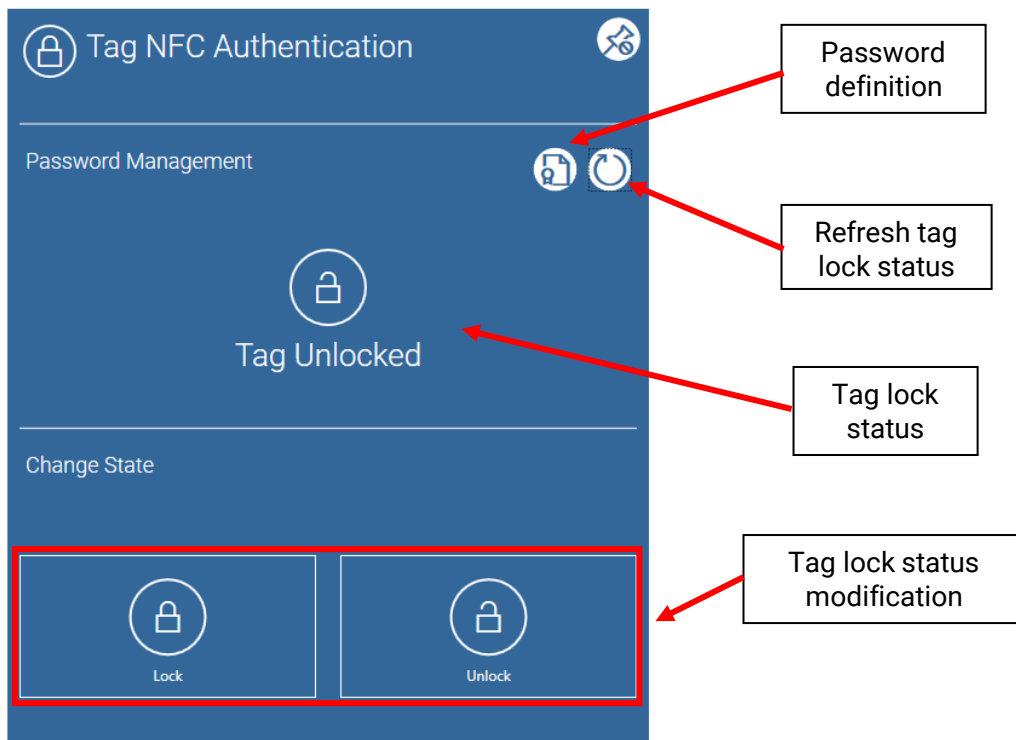 Tag NFC Authentication
Password
definition
Password Management
Refresh tag
lock status
Tag Unlocked
Tag lock
status
Change State
Tag lock status
modification
Lock
Unlock